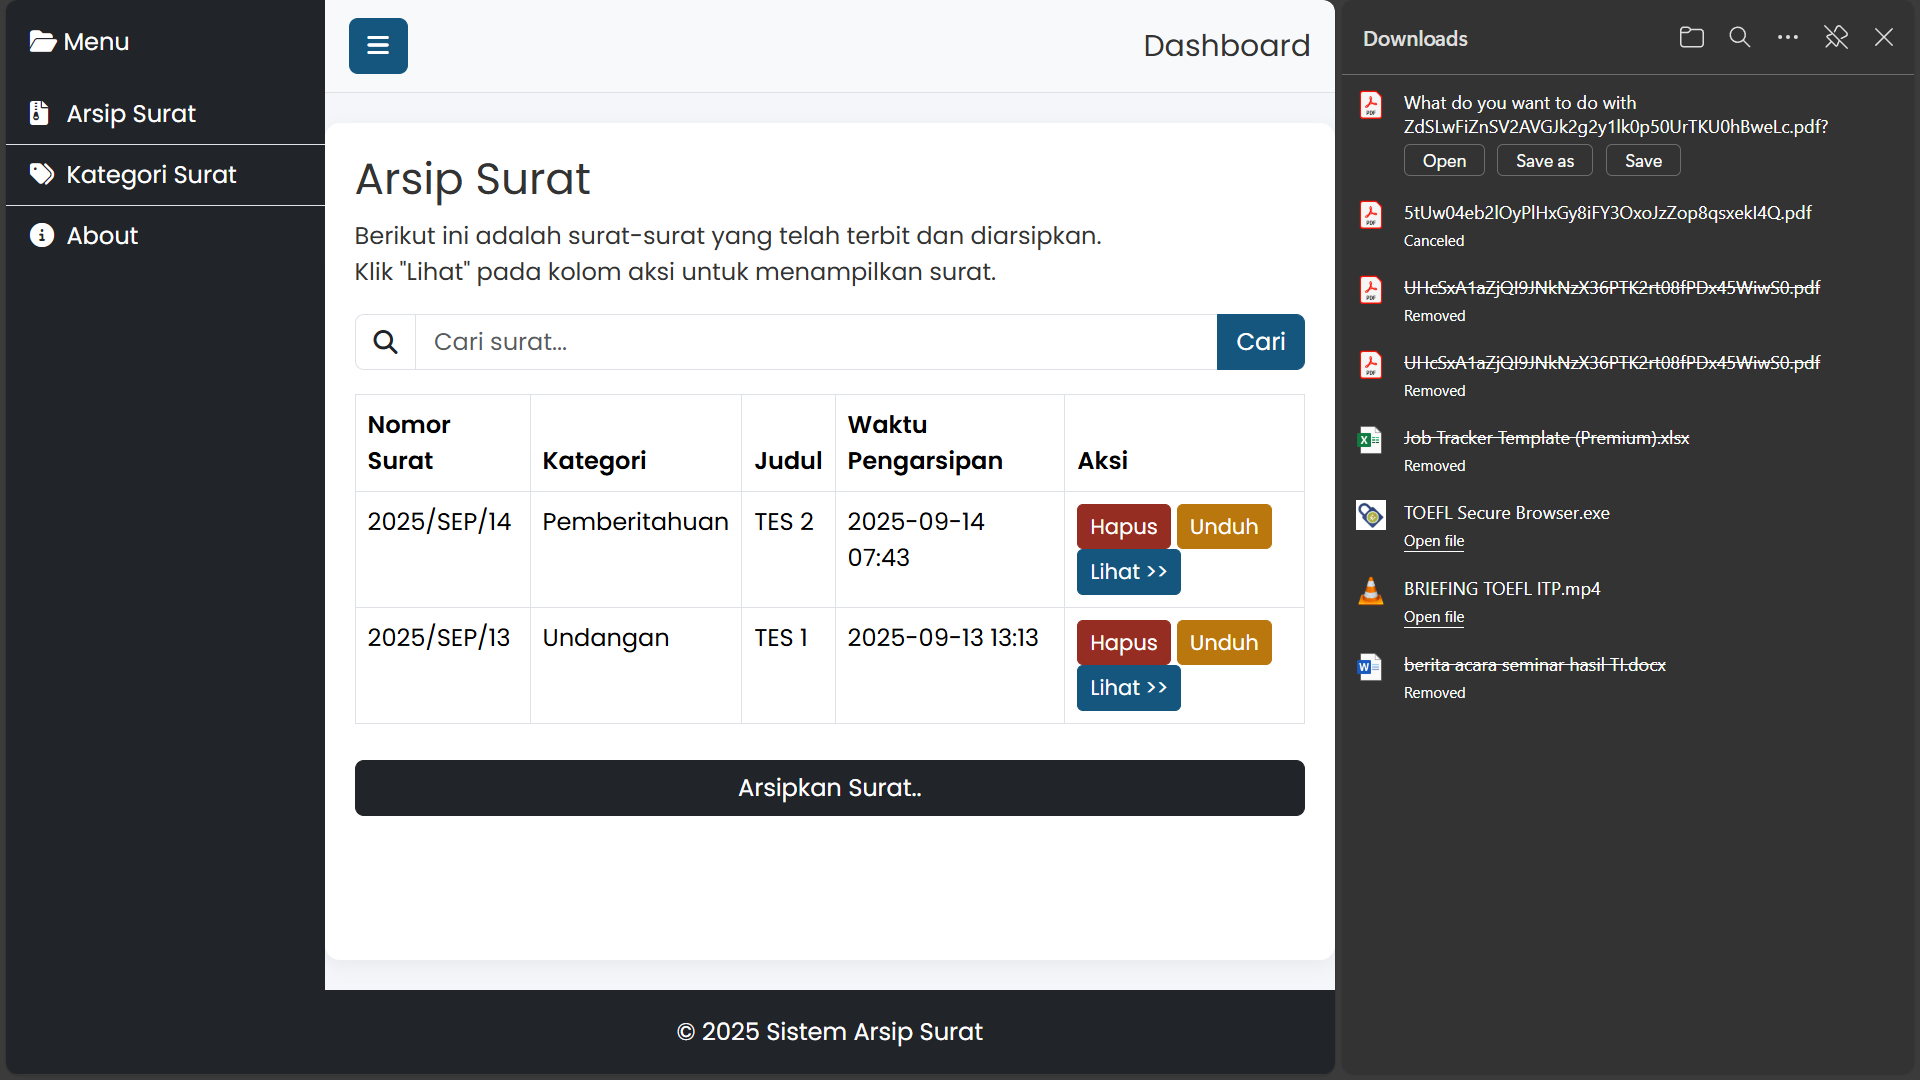 Menu
Arsip Surat
Kategori Surat
About
Dashboard
Arsip Surat
Berikut ini adalah surat-surat yang telah terbit dan diarsipkan.
Klik "Lihat" pada kolom aksi untuk menampilkan surat.
Cari surat...
Cari
Nomor Surat
Kategori
Judul
Waktu Pengarsipan
Aksi
2025/SEP/14
Pemberitahuan
TES 2
2025-09-14 07:43
Hapus
Unduh
Lihat >>
2025/SEP/13
Undangan
TES 1
2025-09-13 13:13
Hapus
Unduh
Lihat >>
Arsipkan Surat..
© 2025 Sistem Arsip Surat
Downloads
What do you want to do with
ZdSLwFiZnSV2AVGJk2g2y1lk0p50UrTKU0hBweLc.pdf?
Open
Save as
Save
5tUw04eb2lOyPlHxGy8iFY3OxoJzZop8qsxekI4Q.pdf
Canceled
UHcSxA1aZjQI9JNkNzX36PTK2rt08fPDx45WiwS0.pdf
Removed
UHcSxA1aZjQI9JNkNzX36PTK2rt08fPDx45WiwS0.pdf
Removed
Job Tracker Template (Premium).xlsx
Removed
TOEFL Secure Browser.exe
Open file
BRIEFING TOEFL ITP.mp4
Open file
berita acara seminar hasil TI.docx
Removed